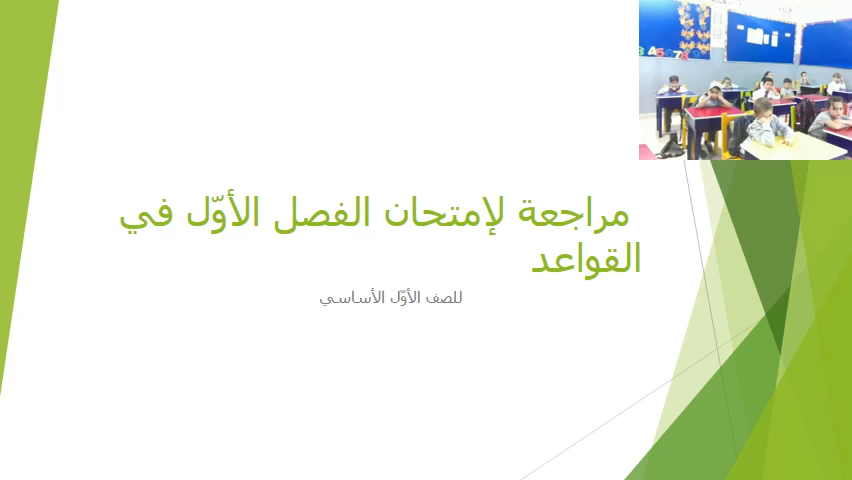 مراجعة لإمتحان الفصل الأوّل في
القواعد
للصف الأوّل الأساسي